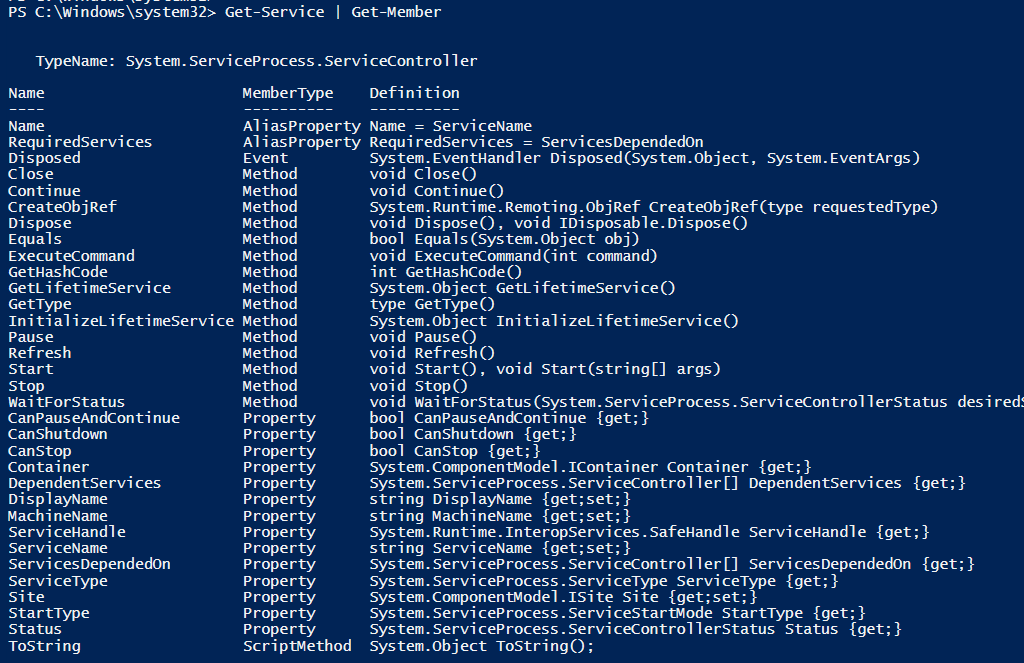 PS C:\Windows\system32> Get-Service | Get-Member
TypeName: System.ServiceProcess.ServiceController
Name MemberType Definition
---- ---------- ----------
Name AliasProperty Name = ServiceName
RequiredServices AliasProperty RequiredServices = ServicesDependedOn
Disposed Event System.EventHandler Disposed(System.Object, System.EventArgs)
Close Method void Close()
Continue Method void Continue()
CreateObjRef Method System.Runtime.Remoting.ObjRef CreateObjRef(type requestedType)
Dispose Method void Dispose(), void IDisposable.Dispose()
Equals Method bool Equals(System.Object obj)
ExecuteCommand Method void ExecuteCommand(int command)
GetHashCode Method int GetHashCode()
GetLifetimeService Method System.Object GetLifetimeService()
GetType Method type GetType()
InitializeLifetimeService Method System.Object InitializeLifetimeService()
Pause Method void Pause()
Refresh Method void Refresh()
Start Method void Start(), void Start(string[] args)
Stop Method void Stop()
WaitForStatus Method void WaitForStatus(System.ServiceProcess.ServiceControllerStatus desiredS
CanPauseAndContinue Property bool CanPauseAndContinue {get;}
CanShutdown Property bool CanShutdown {get;}
CanStop Property bool CanStop {get;}
Container Property System.ComponentModel.IContainer Container {get;}
DependentServices Property System.ServiceProcess.ServiceController[] DependentServices {get;}
DisplayName Property string DisplayName {get;set;}
MachineName Property string MachineName {get;set;}
ServiceHandle Property System.Runtime.InteropServices.SafeHandle ServiceHandle {get;}
ServiceName Property string ServiceName {get;set;}
ServicesDependedOn Property System.ServiceProcess.ServiceController[] ServicesDependedOn {get;}
ServiceType Property System.ServiceProcess.ServiceType ServiceType {get;}
Site Property System.ComponentModel.ISite Site {get;set;}
StartType Property System.ServiceProcess.ServiceStartMode StartType {get;}
Status Property System.ServiceProcess.ServiceControllerStatus Status {get;}
ToString ScriptMethod System.Object ToString();